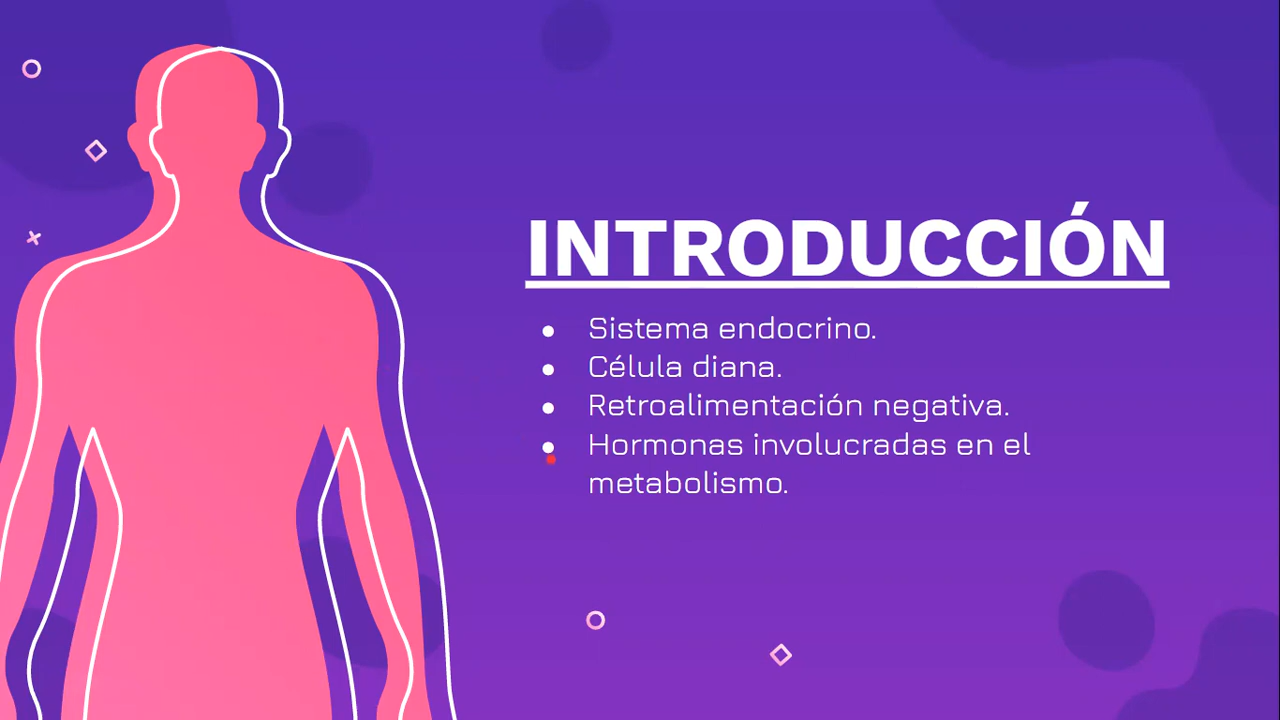 INTRODUCCIÓN
● Sistema endocrino.
● Célula diana.
● Retroalimentación negativa.
● Hormonas involucradas en el
metabolismo.